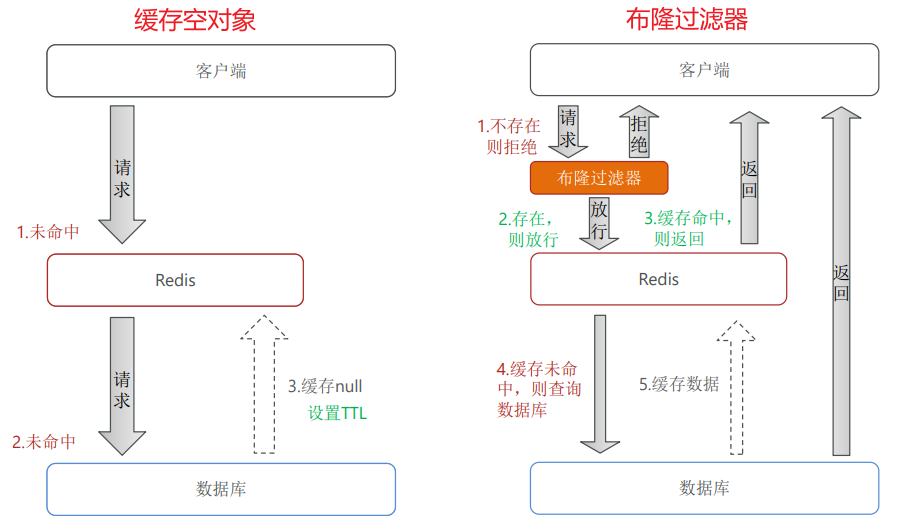 缓存空对象
客户端
请
求
1.未命中
Redis
请
求
3.缓存null
设置TTL
2.未命中
数据库
布隆过滤器
客户端
1.不存在
则拒绝
请
求
拒
绝
布隆过滤器
2.存在，
则放行
放
行
3.缓存命中，
则返回
返
回
Redis
返
回
4.缓存未命
中，则查询
数据库
5.缓存数据
数据库